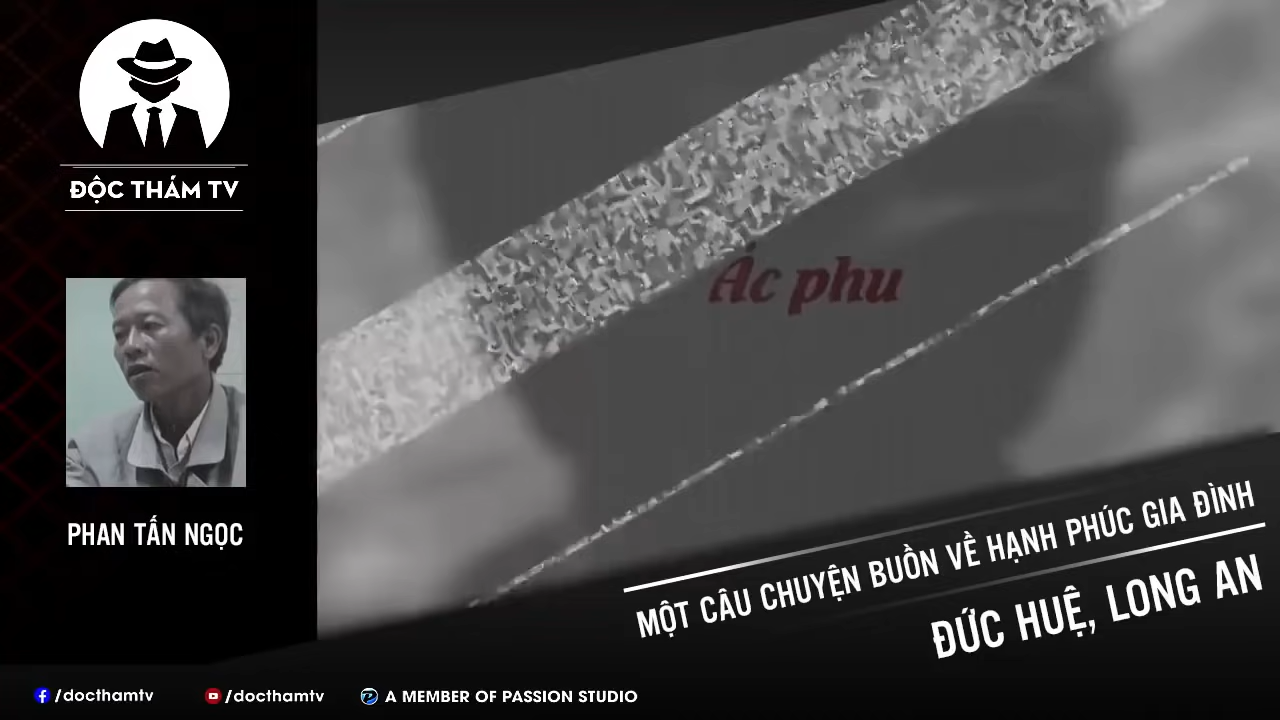 ĐỘC THÁM TV
PHAN TẤN NGỌC
Ác phu
MỘT CÂU CHUYỆN BUỒN VỀ HẠNH PHÚC GIA ĐÌNH
ĐỨC HUỆ, LONG AN
/docthamtv
/docthamtv
A MEMBER OF PASSION STUDIO